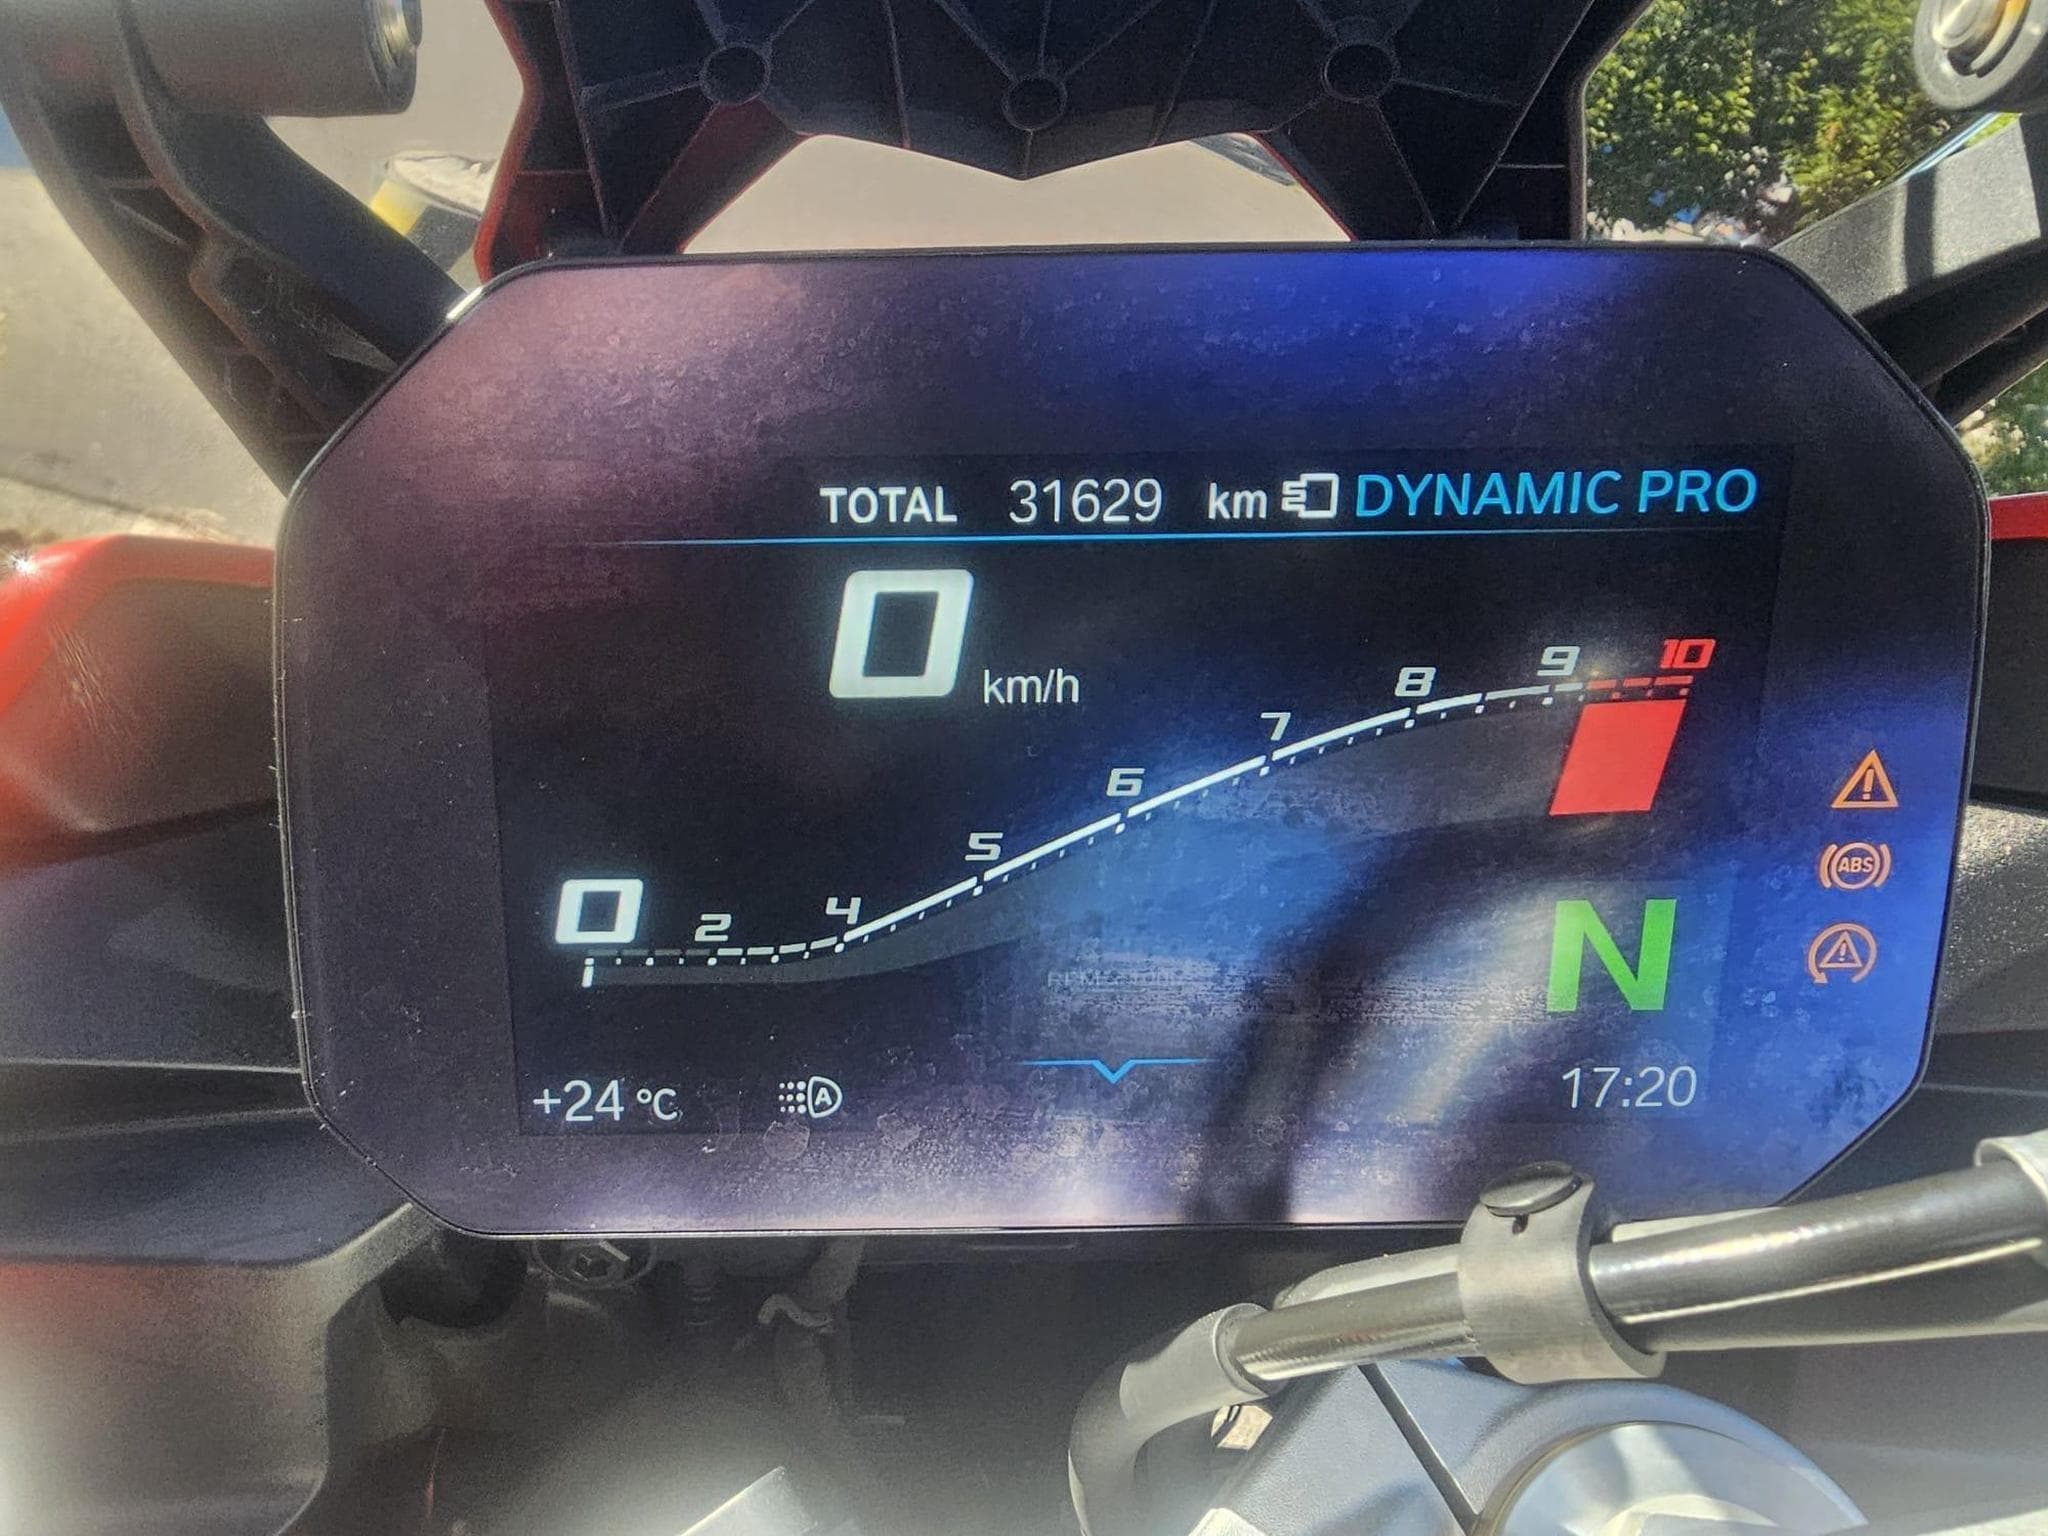 TOTAL 31629 km DYNAMIC PRO
0 km/h
0 2 4 5 6 7 8 9 10
ABS
N
+24 °C A 17:20